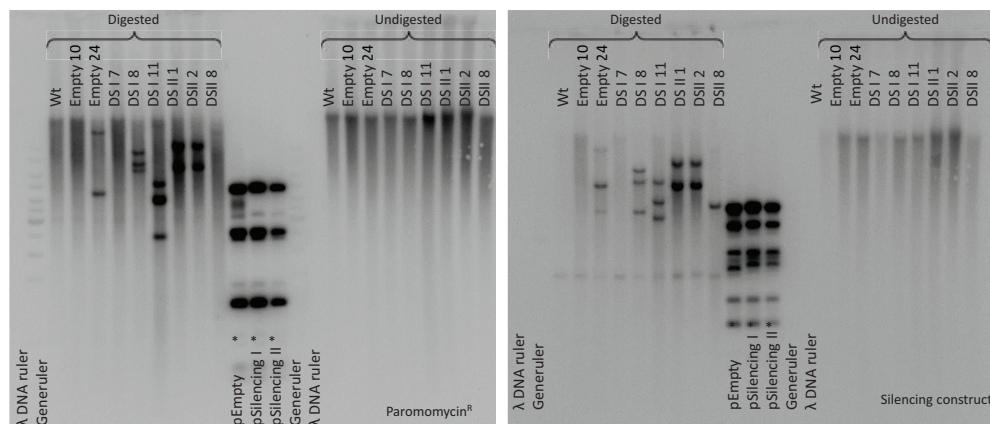 Digested
Undigested
Wt
Empty 10
Empty 24
DS I 7
DS I 8
DS I 11
DS II 1
DSII 2
DSII 8
Wt
Empty 10
Empty 24
DS I 7
DS I 8
DS 11
DS II 1
DSII 2
DSII 8
λ DNA ruler
Generuler
* * *
pEmpty
pSilencing I
pSilencing II
Generuler
λ DNA ruler
Paromomycinᴿ
Digested
Undigested
Wt
Empty 10
Empty 24
DS I 7
DS I 8
DS I 11
DS II 1
DSII 2
DSII 8
Wt
Empty 10
Empty 24
DS I 7
DS I 8
DS I 11
DS II 1
DSII 2
DSII 8
λ DNA ruler
Generuler
* * *
pEmpty
pSilencing I
pSilencing II
Generuler
λ DNA ruler
Silencing construct